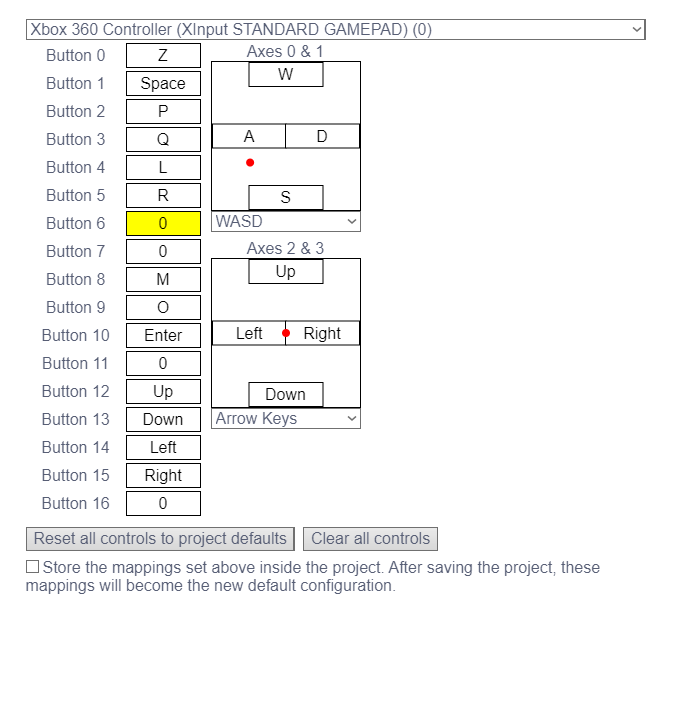 Xbox 360 Controller (XInput STANDARD GAMEPAD) (0)
Button 0 Z
Button 1 Space
Button 2 P
Button 3 Q
Button 4 L
Button 5 R
Button 6 0
Button 7 0
Button 8 M
Button 9 O
Button 10 Enter
Button 11 0
Button 12 Up
Button 13 Down
Button 14 Left
Button 15 Right
Button 16 0
Axes 0 & 1
W
A D
S
WASD
Axes 2 & 3
Up
Left Right
Down
Arrow Keys
Reset all controls to project defaults Clear all controls
Store the mappings set above inside the project. After saving the project, these
mappings will become the new default configuration.